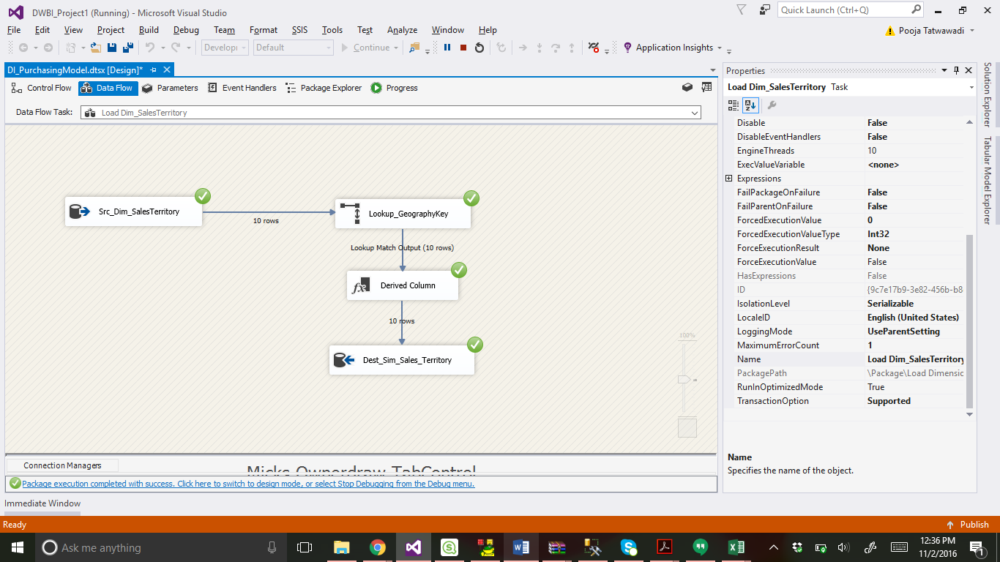 DWBI_Project1 (Running) - Microsoft Visual Studio
Quick Launch (Ctrl+Q)
File Edit View Project Build Debug Team Format SSIS Tools Test Analyze Window Help
Pooja Tatwawadi
Developı Default Continue Application Insights
DI_PurchasingModel.dtsx [Design]*
Control Flow Data Flow Parameters Event Handlers Package Explorer Progress
Data Flow Task: Load Dim_SalesTerritory
Src_Dim_SalesTerritory
10 rows
Lookup_GeographyKey
Lookup Match Output (10 rows)
Derived Column
10 rows
Dest_Sim_Sales_Territory
100%
Connection Managers
Micks Ownerdraw TabControl
Package execution completed with success. Click here to switch to design mode, or select Stop Debugging from the Debug menu.
Immediate Window
Properties
Load Dim_SalesTerritory Task
Disable False
DisableEventHandlers False
EngineThreads 10
ExecValueVariable <none>
Expressions
FailPackageOnFailure False
FailParentOnFailure False
ForcedExecutionValue 0
ForcedExecutionValueType Int32
ForceExecutionResult None
ForceExecutionValue False
HasExpressions False
ID {9c7e17b9-3e82-456b-b8
IsolationLevel Serializable
LocaleID English (United States)
LoggingMode UseParentSetting
MaximumErrorCount 1
Name Load Dim_SalesTerritory
PackagePath \Package\Load Dimensio
RunInOptimizedMode True
TransactionOption Supported
Name
Specifies the name of the object.
Solution Explorer
Tabular Model Explorer
Ready
Publish
Ask me anything
12:36 PM
11/2/2016